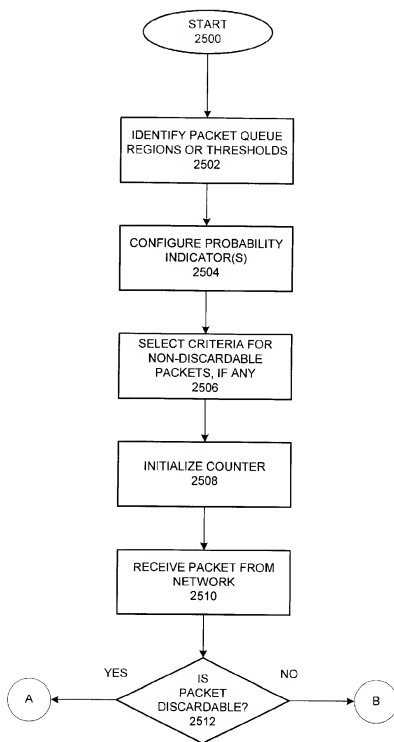 START
2500
IDENTIFY PACKET QUEUE
REGIONS OR THRESHOLDS
2502
CONFIGURE PROBABILITY
INDICATOR(S)
2504
SELECT CRITERIA FOR
NON-DISCARDABLE
PACKETS, IF ANY
2506
INITIALIZE COUNTER
2508
RECEIVE PACKET FROM
NETWORK
2510
YES
NO
A
IS
PACKET
DISCARDABLE?
2512
B